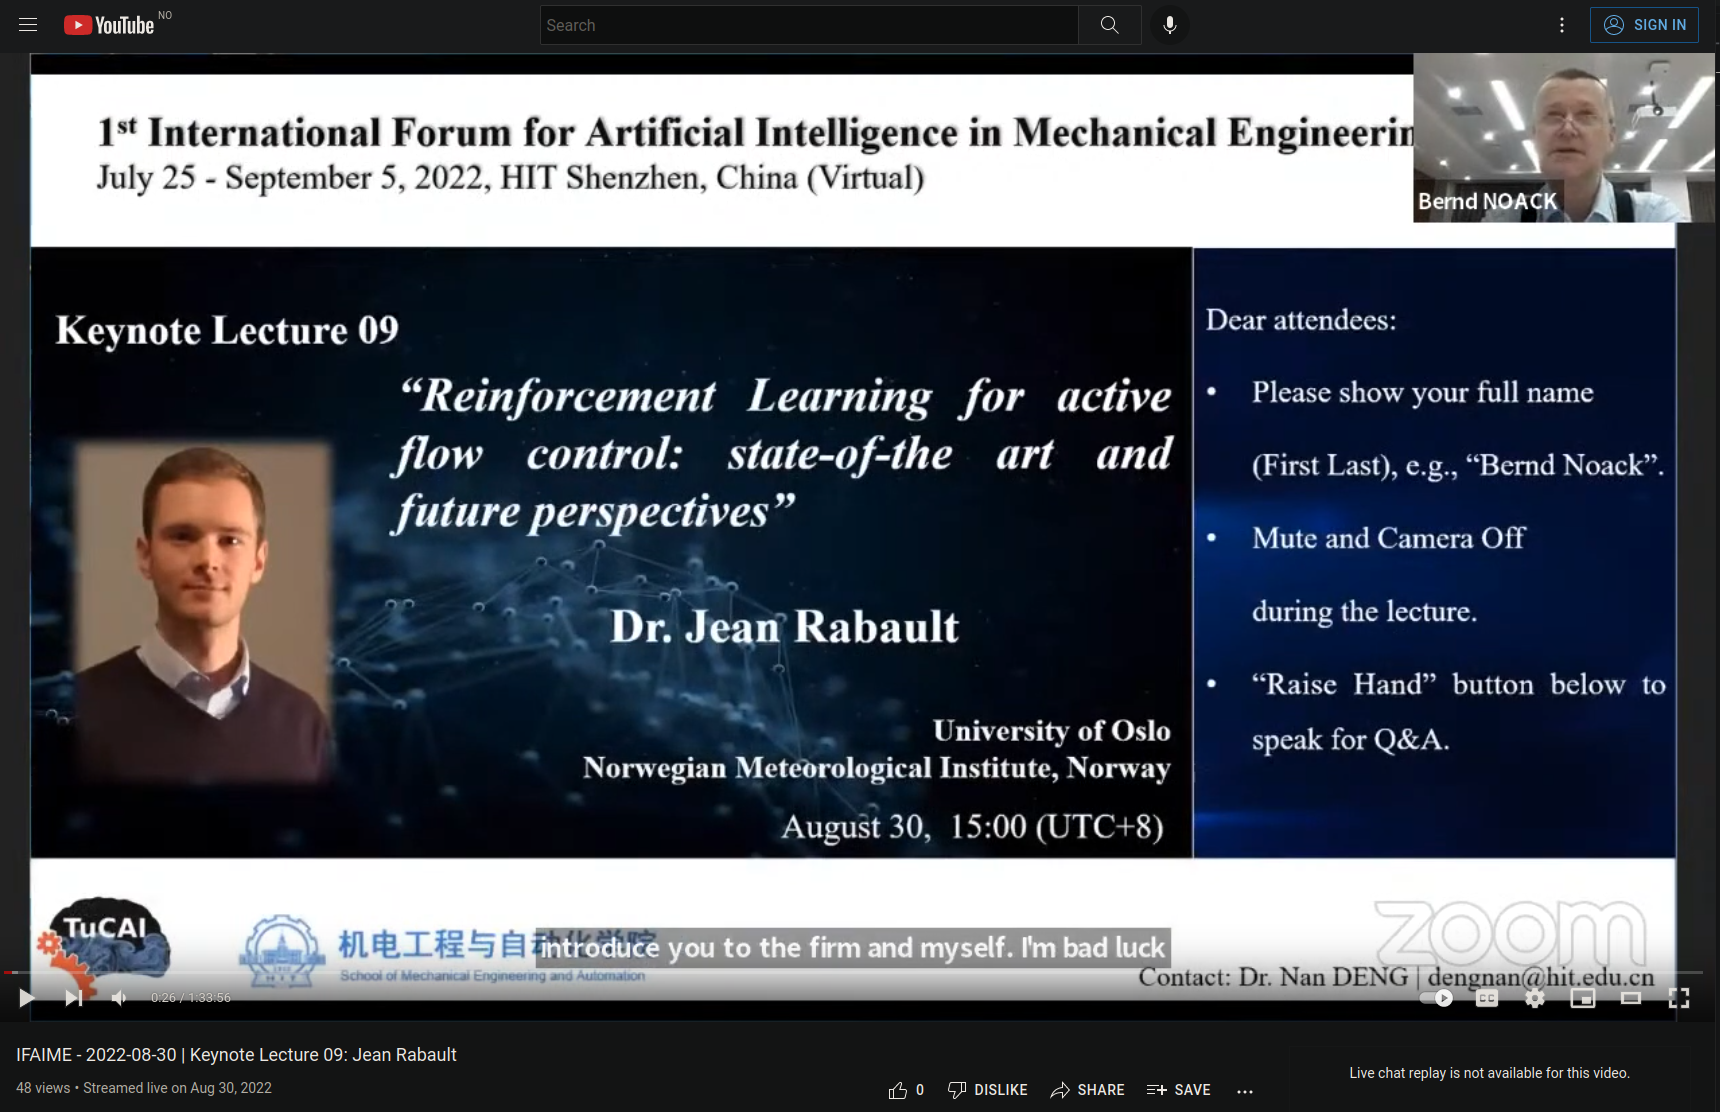 YouTube NO
Search
SIGN IN
1st International Forum for Artificial Intelligence in Mechanical Engineerin
July 25 - September 5, 2022, HIT Shenzhen, China (Virtual)
Bernd NOACK
Keynote Lecture 09
“Reinforcement Learning for active
flow control: state-of-the art and
future perspectives”
Dr. Jean Rabault
University of Oslo
Norwegian Meteorological Institute, Norway
August 30, 15:00 (UTC+8)
Dear attendees:
• Please show your full name
(First Last), e.g., “Bernd Noack”.
• Mute and Camera Off
during the lecture.
• “Raise Hand” button below to
speak for Q&A.
TuCAI
机电工程与自动化学院
School of Mechanical Engineering and Automation
introduce you to the firm and myself. I'm bad luck
zoom
Contact: Dr. Nan DENG | dengnan@hit.edu.cn
0:26 / 1:33:56
CC
IFAIME - 2022-08-30 | Keynote Lecture 09: Jean Rabault
48 views • Streamed live on Aug 30, 2022
0 DISLIKE SHARE SAVE ...
Live chat replay is not available for this video.